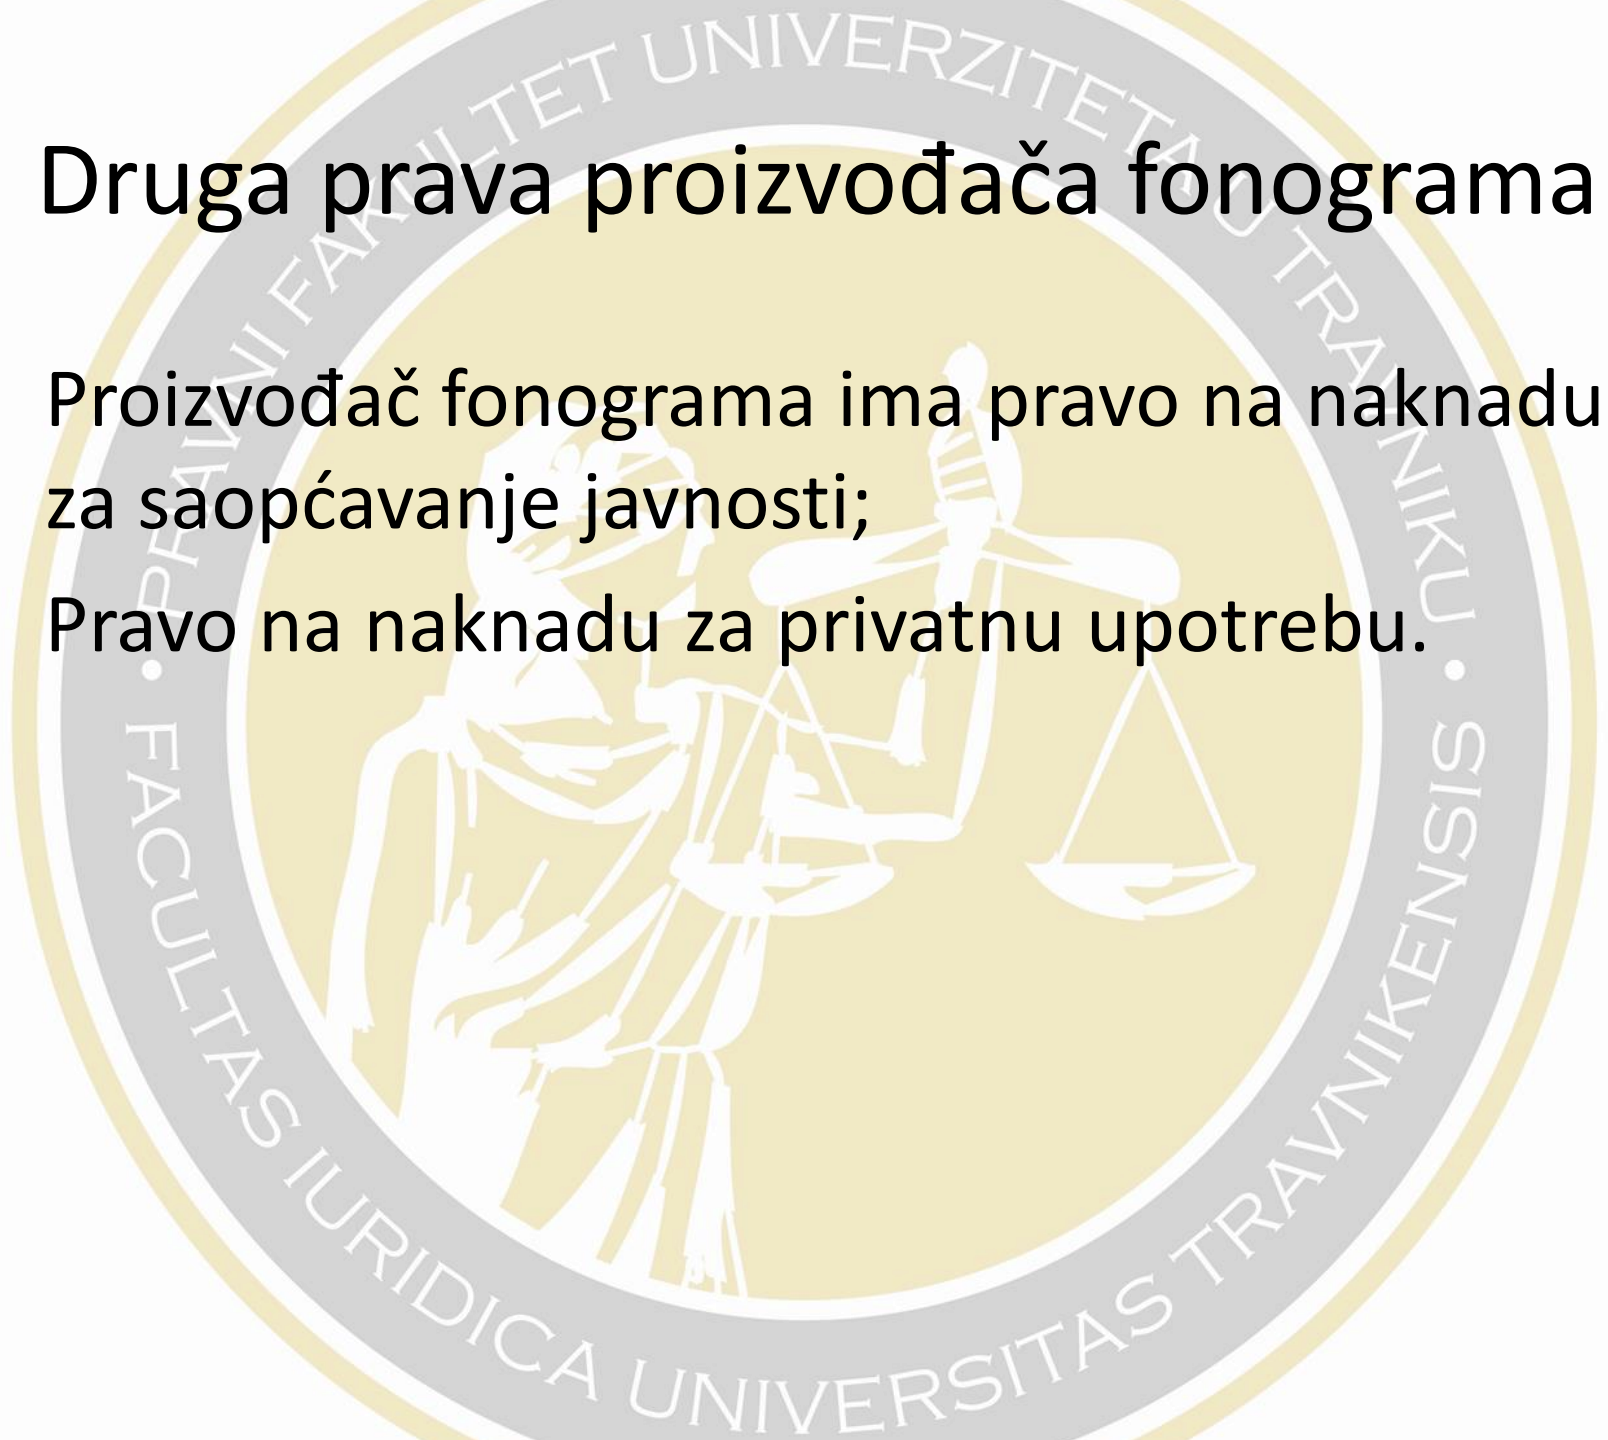 Druga prava proizvođača fonograma
Proizvođač fonograma ima pravo na naknadu
za saopćavanje javnosti;
Pravo na naknadu za privatnu upotrebu.
PRAVNI FAKULTET UNIVERZITETA U TRAVNIKU
FACULTAS IURIDICA UNIVERSITAS TRAVNIKENSIS